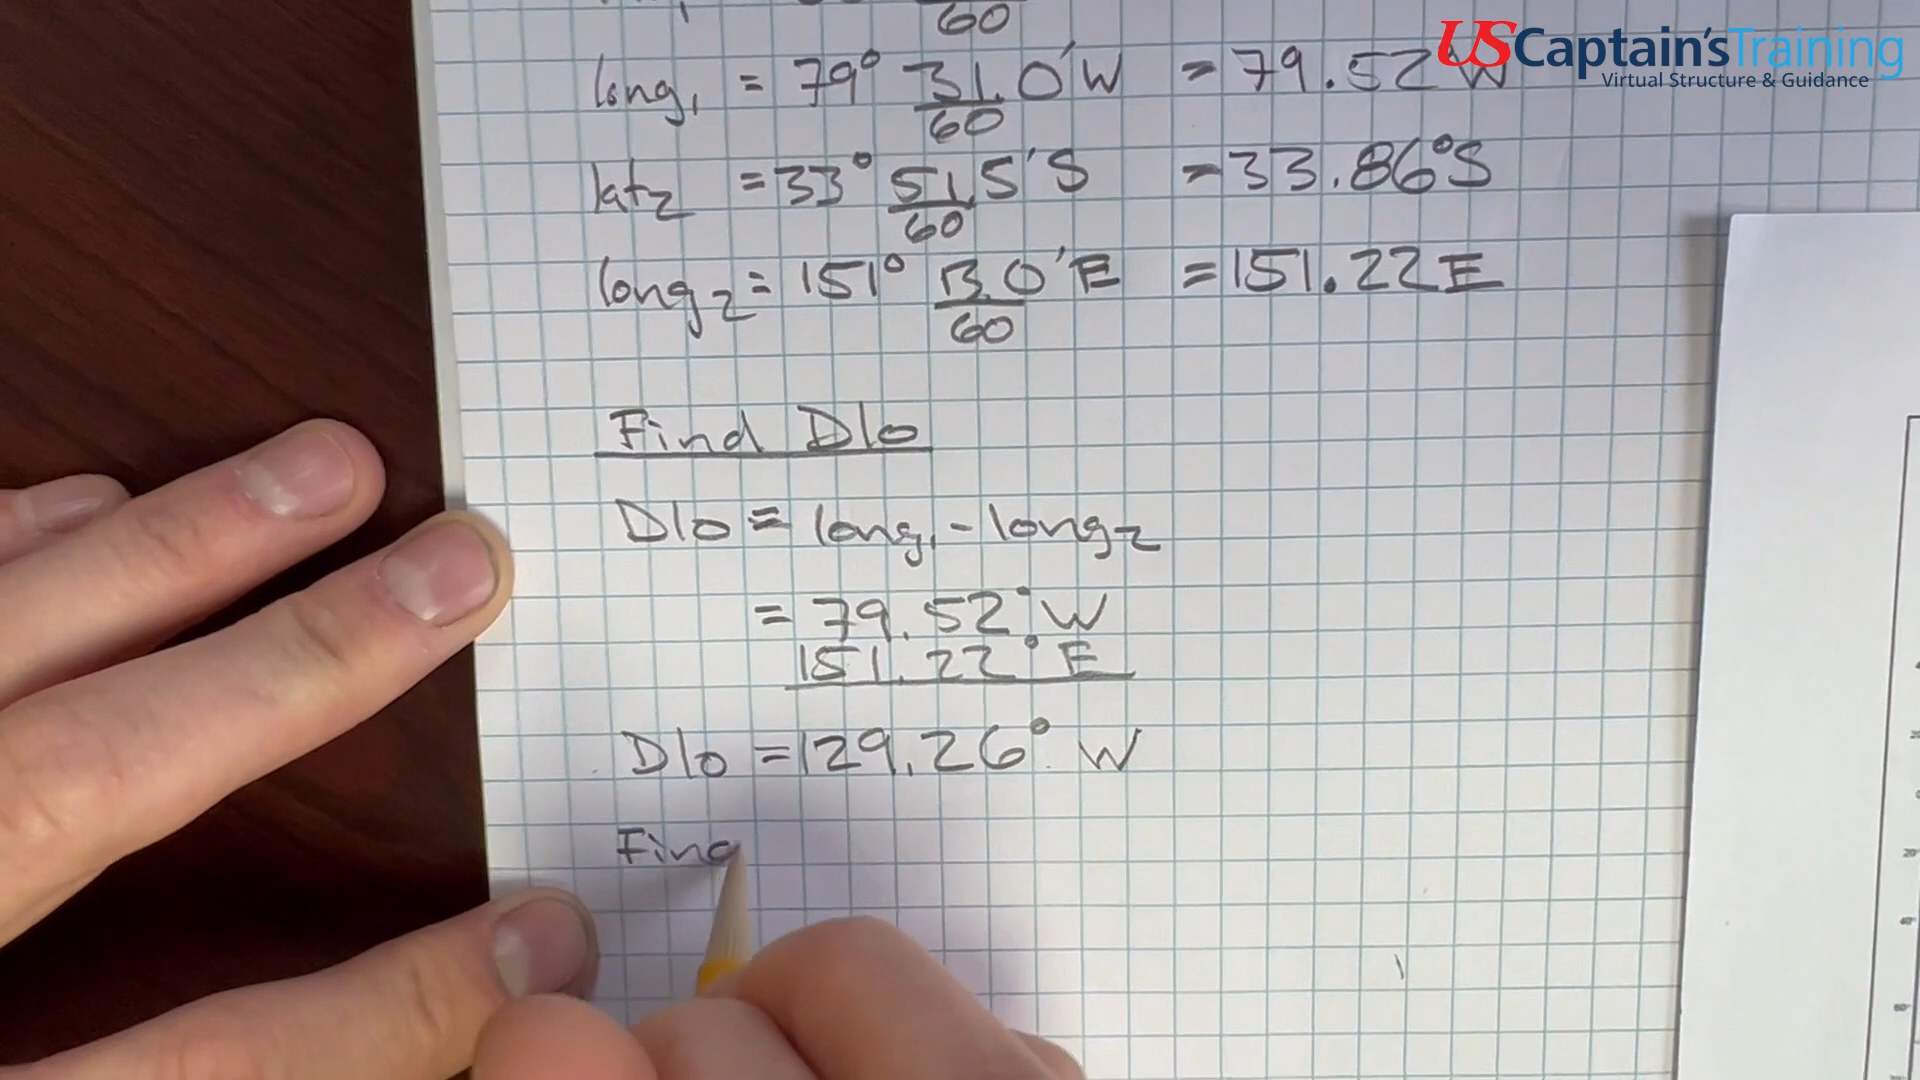 60
USCaptain'sTraining
Virtual Structure & Guidance
long1 = 79° 31.0'W = 79.52 W
60
lat2 = 33° 51.5'S = 33.86°S
60
long2 = 151° 13.0'E = 151.22 E
60
Find Dlo
Dlo = long1 - long2
= 79.52° W
151.22° E
Dlo = 129.26° W
Find